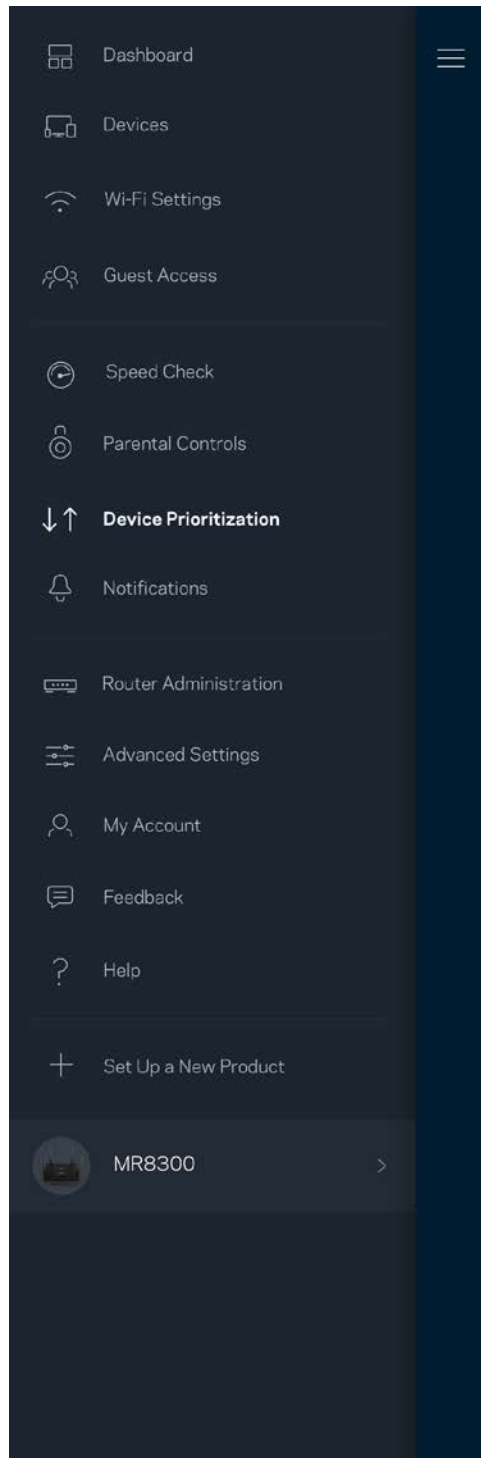 Dashboard
Devices
Wi-Fi Settings
Guest Access
Speed Check
Parental Controls
Device Prioritization
Notifications
Router Administration
Advanced Settings
My Account
Feedback
Help
Set Up a New Product
MR8300